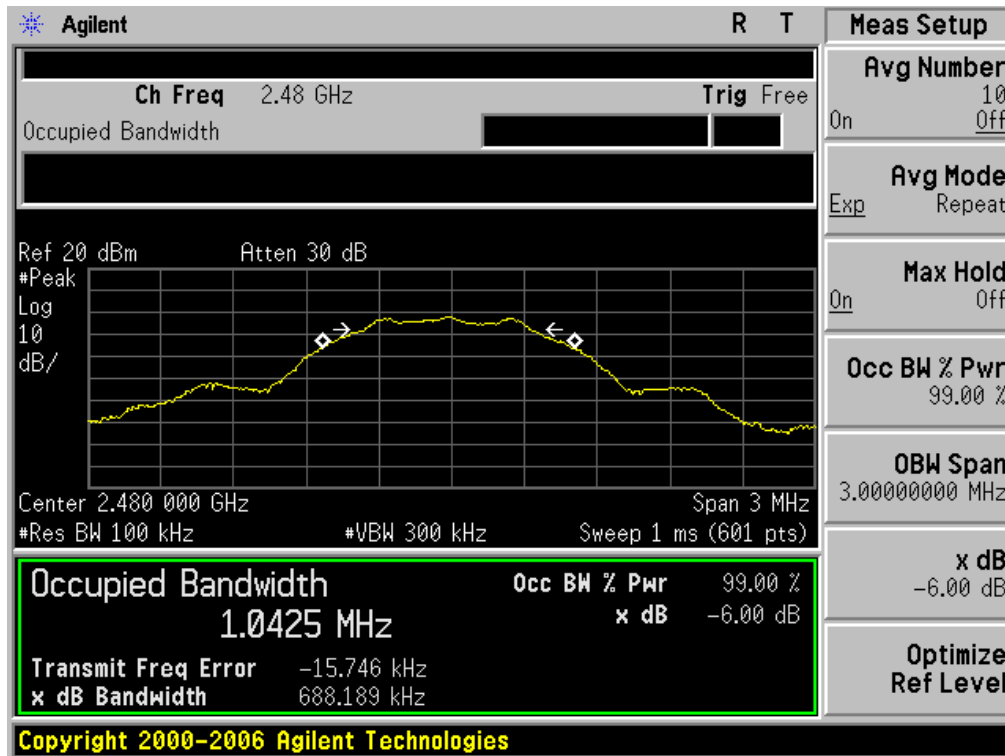 Agilent R T
Meas Setup
Ch Freq 2.48 GHz Trig Free
Occupied Bandwidth
Ref 20 dBm Atten 30 dB
#Peak
Log
10
dB/
Center 2.480 000 GHz Span 3 MHz
#Res BW 100 kHz #VBW 300 kHz Sweep 1 ms (601 pts)
Occupied Bandwidth
1.0425 MHz
Occ BW % Pwr 99.00 %
x dB -6.00 dB
Transmit Freq Error -15.746 kHz
x dB Bandwidth 688.189 kHz
Avg Number
10
On Off
Avg Mode
Exp Repeat
Max Hold
On Off
Occ BW % Pwr
99.00 %
OBW Span
3.00000000 MHz
x dB
-6.00 dB
Optimize
Ref Level
Copyright 2000-2006 Agilent Technologies